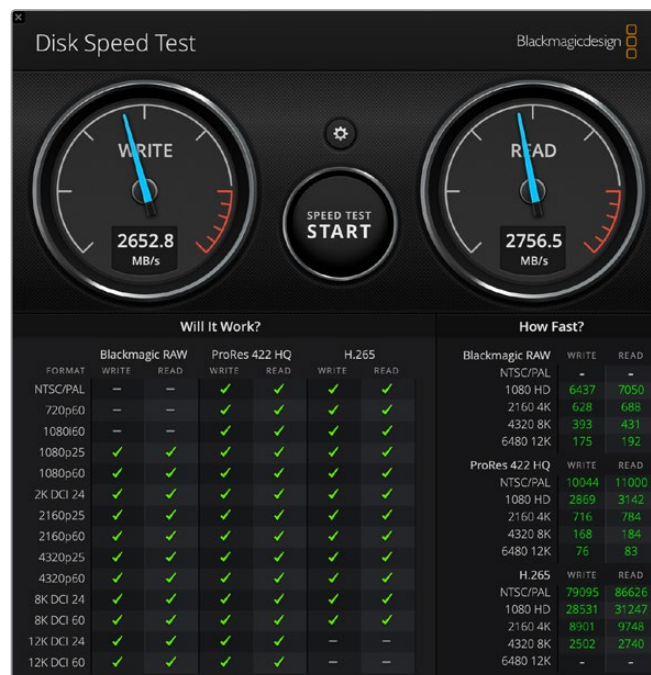 Disk Speed Test
Blackmagicdesign
WRITE
2652.8
MB/s
SPEED TEST
START
READ
2756.5
MB/s
Will It Work?
Blackmagic RAW ProRes 422 HQ H.265
FORMAT WRITE READ WRITE READ WRITE READ
NTSC/PAL – – ✓ ✓ ✓ ✓
720p60 – – ✓ ✓ ✓ ✓
1080i60 – – ✓ ✓ ✓ ✓
1080p25 ✓ ✓ ✓ ✓ ✓ ✓
1080p60 ✓ ✓ ✓ ✓ ✓ ✓
2K DCI 24 ✓ ✓ ✓ ✓ ✓ ✓
2160p25 ✓ ✓ ✓ ✓ ✓ ✓
2160p60 ✓ ✓ ✓ ✓ ✓ ✓
4320p25 ✓ ✓ ✓ ✓ ✓ ✓
4320p60 ✓ ✓ ✓ ✓ ✓ ✓
8K DCI 24 ✓ ✓ ✓ ✓ ✓ ✓
8K DCI 60 ✓ ✓ ✓ ✓ ✓ ✓
12K DCI 24 ✓ ✓ ✓ ✓ – –
12K DCI 60 ✓ ✓ ✓ ✓ – –
How Fast?
Blackmagic RAW WRITE READ
NTSC/PAL - -
1080 HD 6437 7050
2160 4K 628 688
4320 8K 393 431
6480 12K 175 192
ProRes 422 HQ WRITE READ
NTSC/PAL 10044 11000
1080 HD 2869 3142
2160 4K 716 784
4320 8K 168 184
6480 12K 76 83
H.265 WRITE READ
NTSC/PAL 79095 86626
1080 HD 28531 31247
2160 4K 8901 9748
4320 8K 2502 2740
6480 12K - -